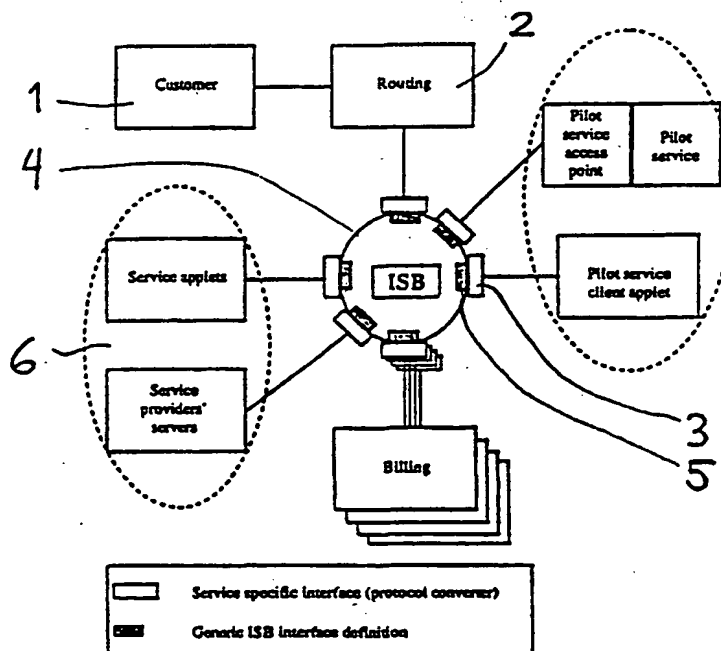 1
Customer
Routing
2
Pilot
service
access
point
Pilot
service
4
Service applets
ISB
Pilot service
client applet
6
Service
providers'
servers
3
5
Billing
Service specific interface (protocol converter)
Generic ISB interface definition